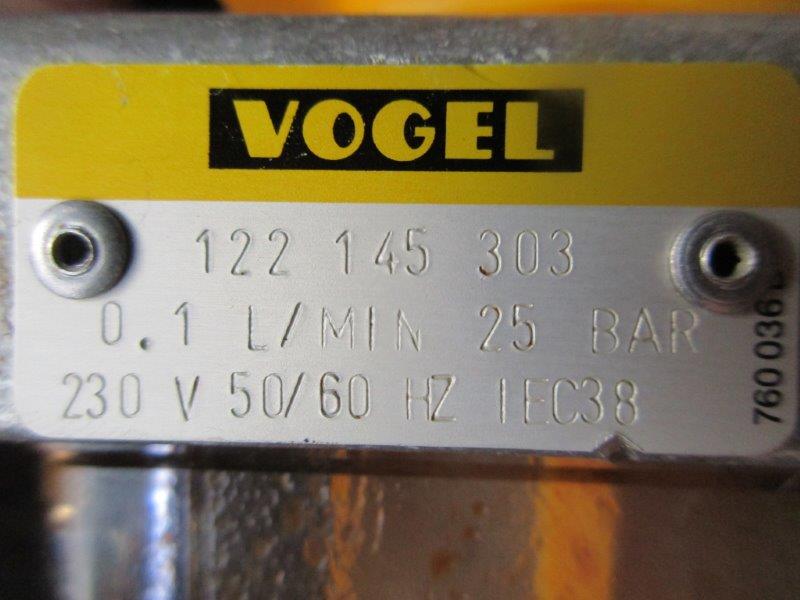 VOGEL
122 145 303
0.1 L/MIN 25 BAR
230 V 50/60 HZ IEC38
760 036